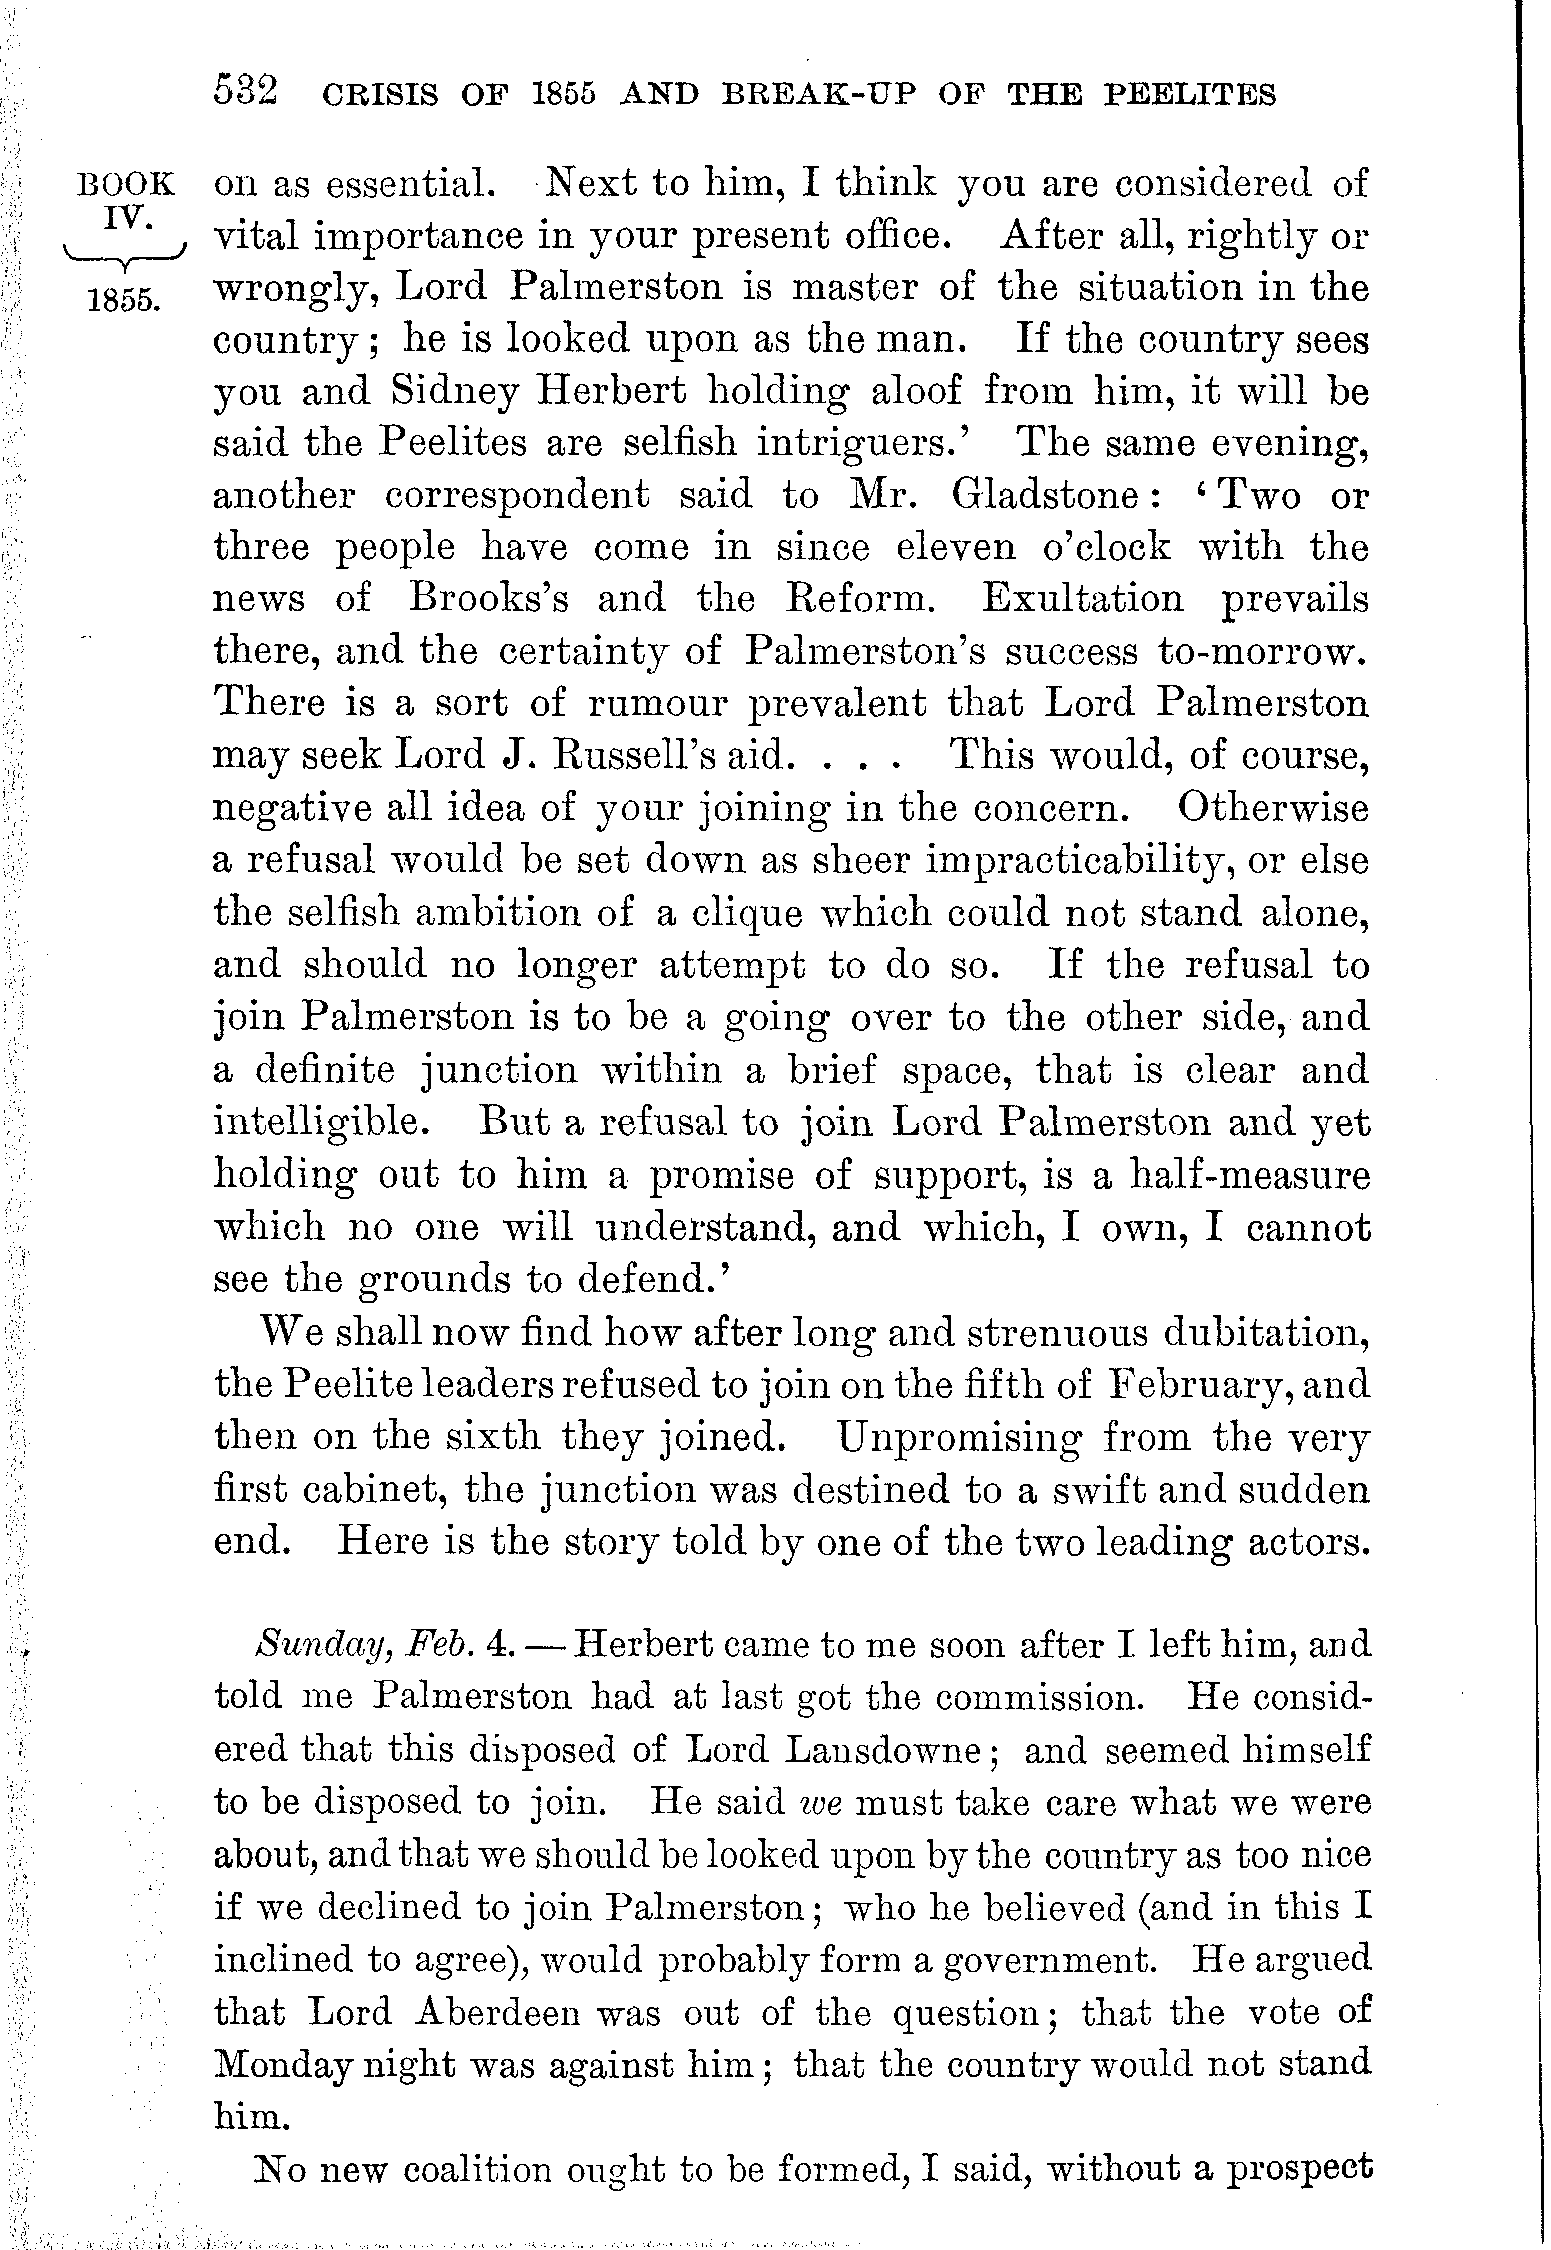 532 CRISIS OF 1855 AND BREAK-UP OF THE PEELITES
BOOK
IV.
1855.
on as essential. Next to him, I think you are considered of
vital importance in your present office. After all, rightly or
wrongly, Lord Palmerston is master of the situation in the
country; he is looked upon as the man. If the country sees
you and Sidney Herbert holding aloof from him, it will be
said the Peelites are selfish intriguers.’ The same evening,
another correspondent said to Mr. Gladstone: ‘Two or
three people have come in since eleven o’clock with the
news of Brooks’s and the Reform. Exultation prevails
there, and the certainty of Palmerston’s success to-morrow.
There is a sort of rumour prevalent that Lord Palmerston
may seek Lord J. Russell’s aid. . . . This would, of course,
negative all idea of your joining in the concern. Otherwise
a refusal would be set down as sheer impracticability, or else
the selfish ambition of a clique which could not stand alone,
and should no longer attempt to do so. If the refusal to
join Palmerston is to be a going over to the other side, and
a definite junction within a brief space, that is clear and
intelligible. But a refusal to join Lord Palmerston and yet
holding out to him a promise of support, is a half-measure
which no one will understand, and which, I own, I cannot
see the grounds to defend.’
We shall now find how after long and strenuous dubitation,
the Peelite leaders refused to join on the fifth of February, and
then on the sixth they joined. Unpromising from the very
first cabinet, the junction was destined to a swift and sudden
end. Here is the story told by one of the two leading actors.
Sunday, Feb. 4. — Herbert came to me soon after I left him, and
told me Palmerston had at last got the commission. He consid-
ered that this disposed of Lord Lansdowne; and seemed himself
to be disposed to join. He said we must take care what we were
about, and that we should be looked upon by the country as too nice
if we declined to join Palmerston; who he believed (and in this I
inclined to agree), would probably form a government. He argued
that Lord Aberdeen was out of the question; that the vote of
Monday night was against him; that the country would not stand
him.
No new coalition ought to be formed, I said, without a prospect